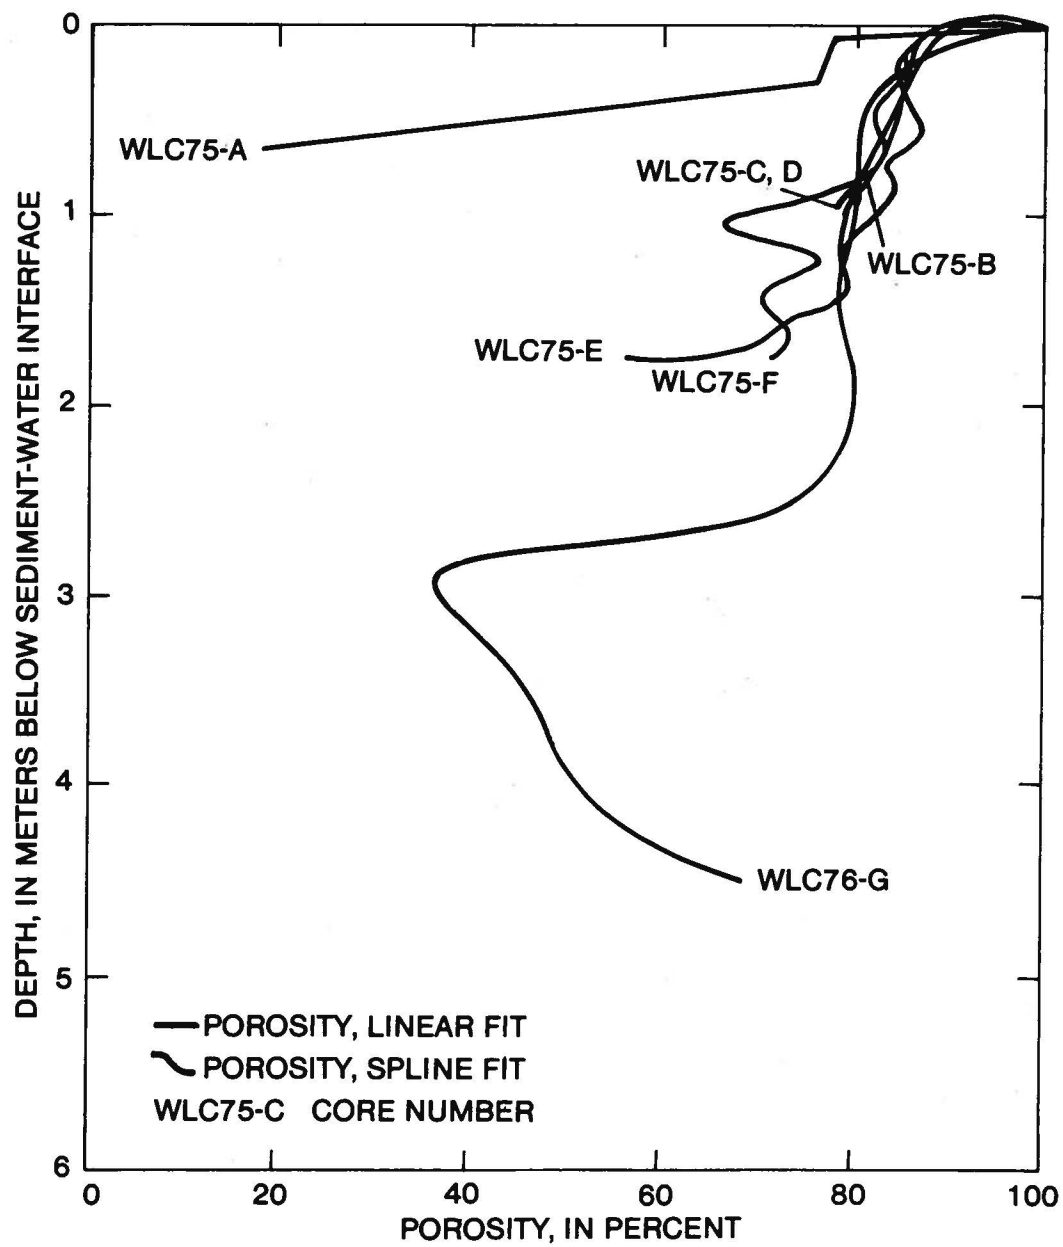 0
WLC75-A
WLC75-C, D
1
WLC75-B
WLC75-E
WLC75-F
2
3
4
WLC76-G
5
POROSITY, LINEAR FIT
POROSITY, SPLINE FIT
WLC75-C CORE NUMBER
6
0 20 40 60 80 100
POROSITY, IN PERCENT
DEPTH, IN METERS BELOW SEDIMENT-WATER INTERFACE